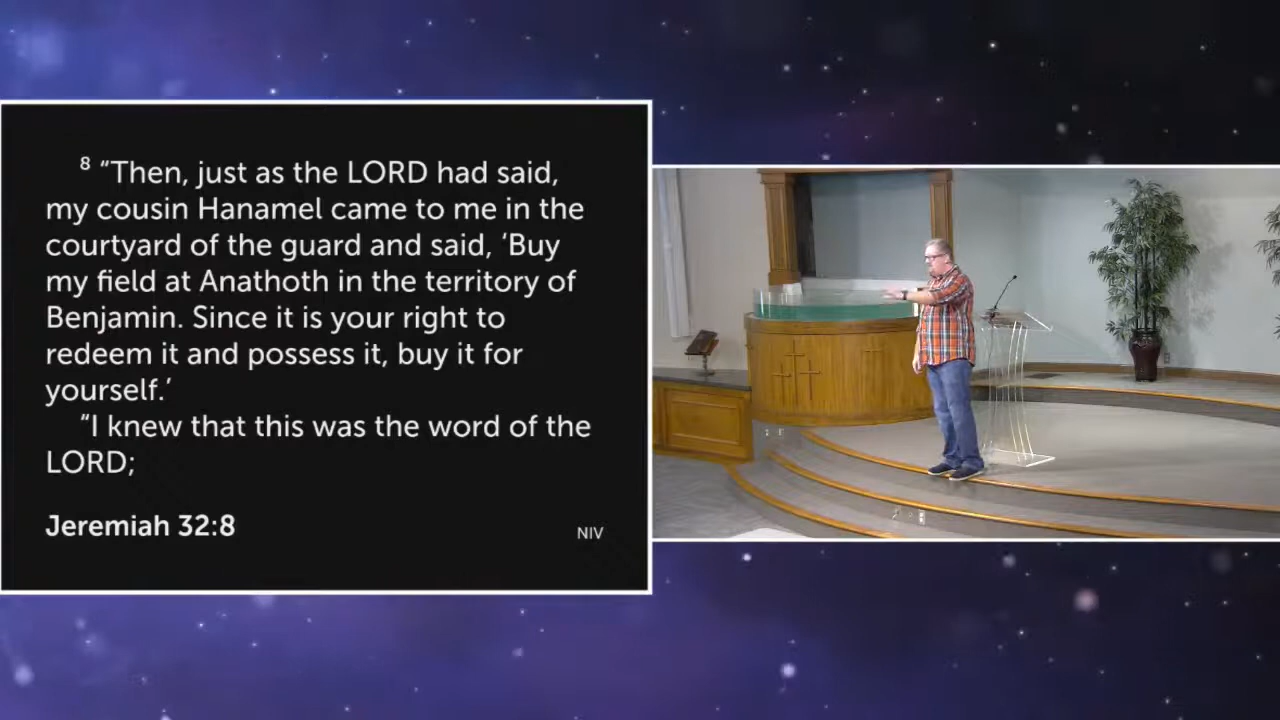 8 “Then, just as the LORD had said,
my cousin Hanamel came to me in the
courtyard of the guard and said, ‘Buy
my field at Anathoth in the territory of
Benjamin. Since it is your right to
redeem it and possess it, buy it for
yourself.’
“I knew that this was the word of the
LORD;
Jeremiah 32:8
NIV